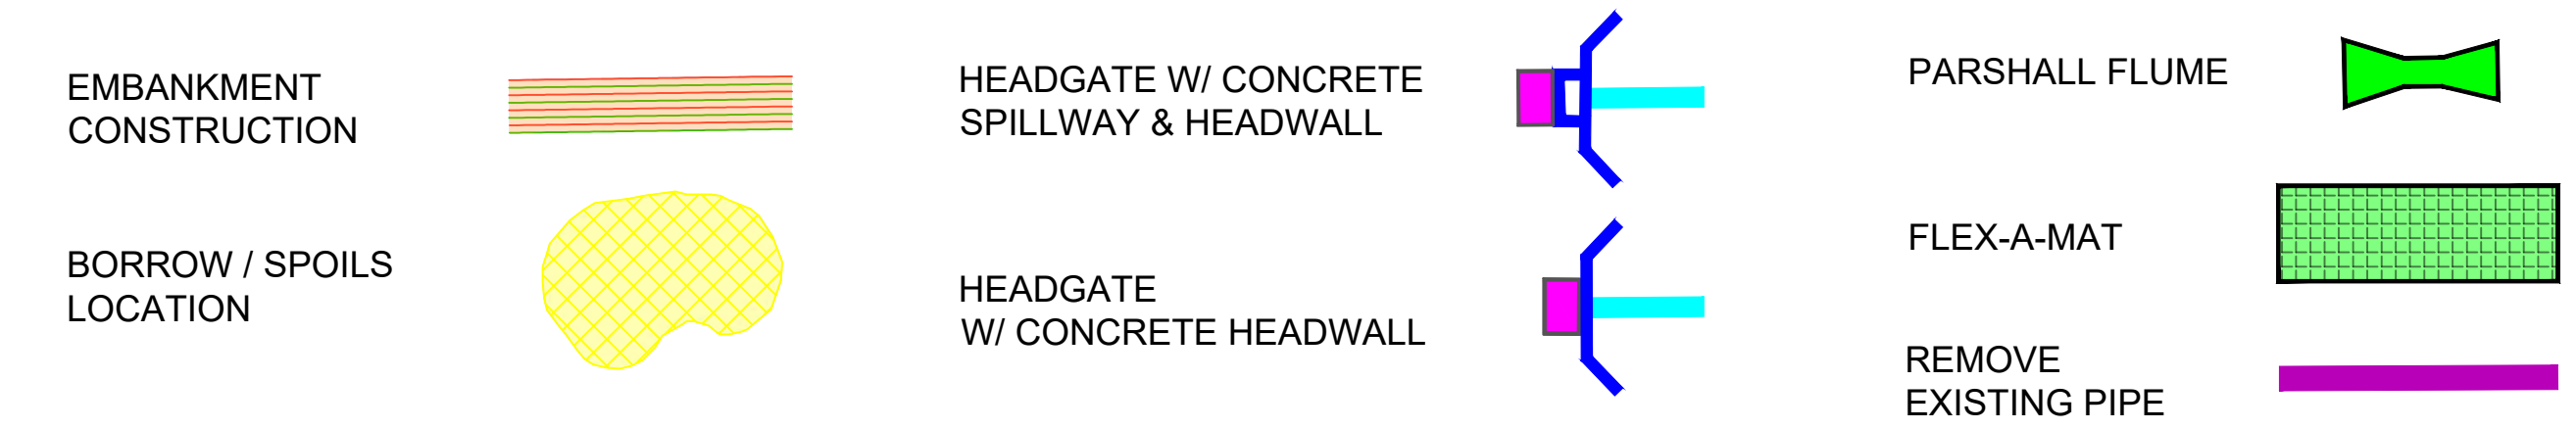 EMBANKMENT
CONSTRUCTION
BORROW / SPOILS
LOCATION
HEADGATE W/ CONCRETE
SPILLWAY & HEADWALL
HEADGATE
W/ CONCRETE HEADWALL
PARSHALL FLUME
FLEX-A-MAT
REMOVE
EXISTING PIPE